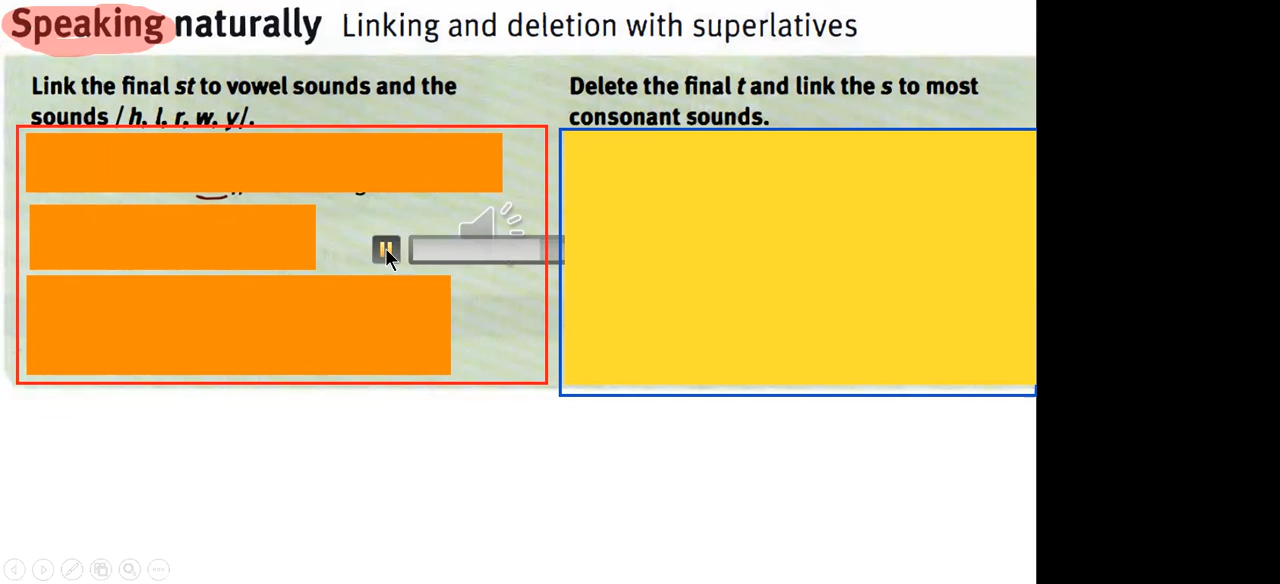 Speaking naturally Linking and deletion with superlatives
Link the final st to vowel sounds and the
sounds / h, l, r, w, y/.
Delete the final t and link the s to most
consonant sounds.